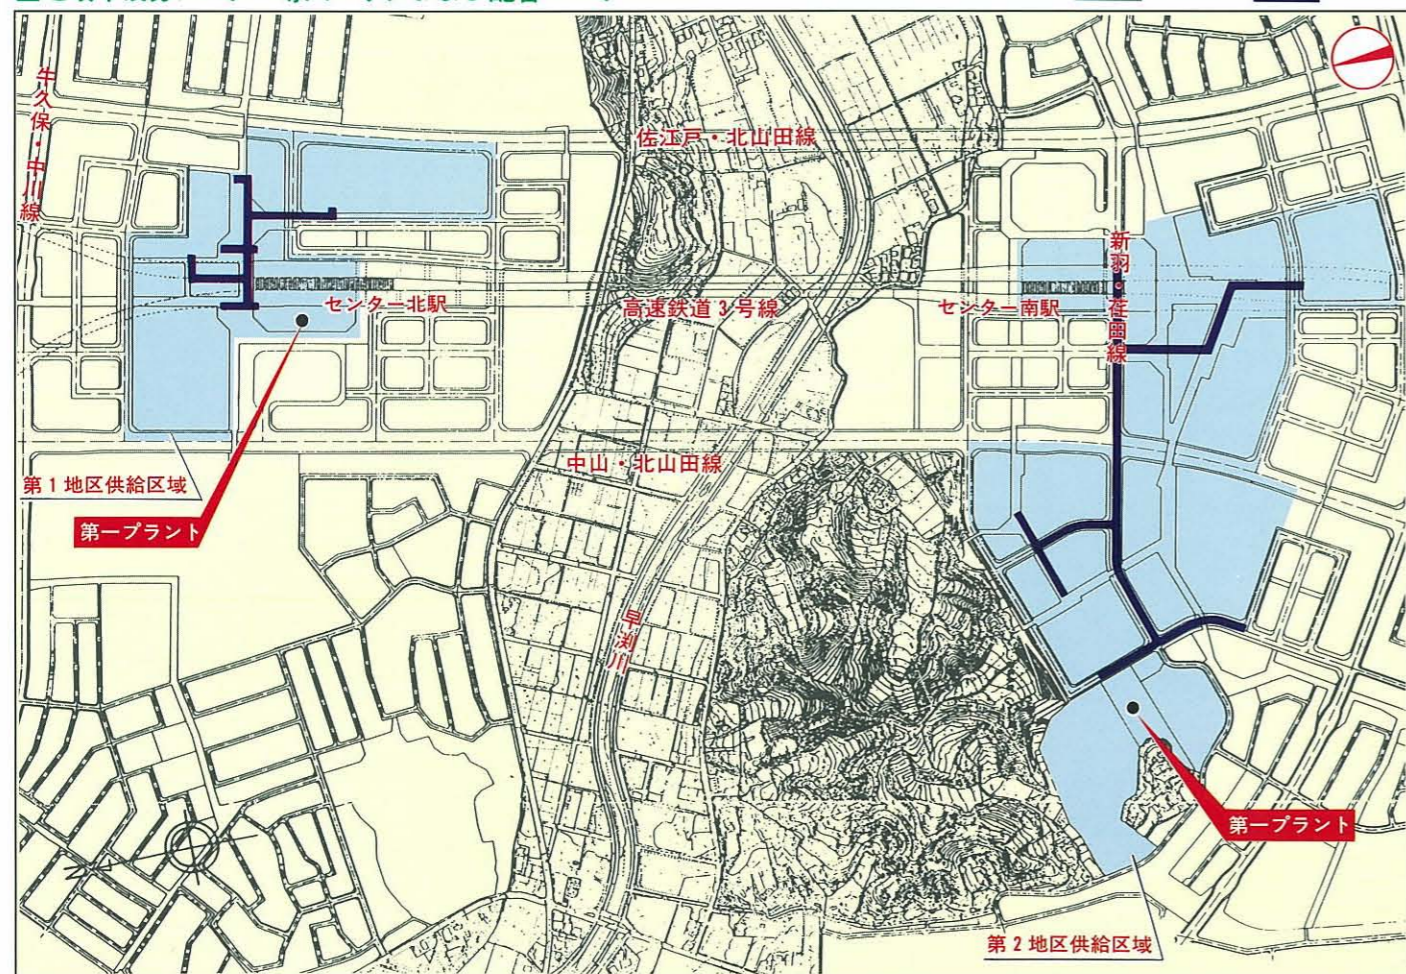 牛久保・中川線
佐江戸・北山田線
新羽・荏田線
センター北駅
高速鉄道3号線
センター南駅
中山・北山田線
第1地区供給区域
第一プラント
早渕川
第一プラント
第2地区供給区域
N